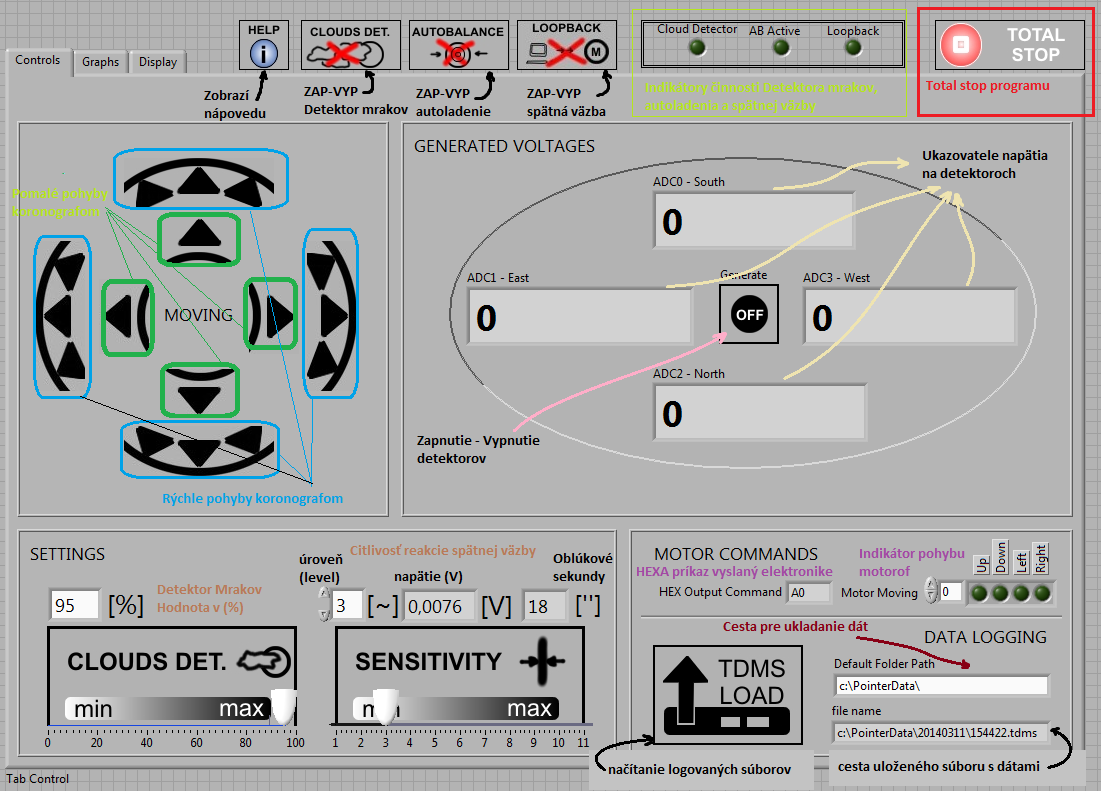 HELP
CLOUDS DET.
AUTOBALANCE
LOOPBACK
M
Cloud Detector
AB Active
Loopback
TOTAL
STOP
Controls
Graphs
Display
Zobrazí
nápovedu
ZAP-VYP
Detektor mrakov
ZAP-VYP
autoladenie
ZAP-VYP
spätná väzba
Indikátory činnosti Detektora mrakov,
autoladenia a spätnej väzby
Total stop programu
GENERATED VOLTAGES
Ukazovatele napätia
na detektoroch
ADC0 - South
0
Pomalé pohyby
koronografom
MOVING
ADC1 - East
0
Generate
OFF
ADC3 - West
0
ADC2 - North
0
Zapnutie - Vypnutie
detektorov
Rýchle pohyby koronografom
SETTINGS
Detektor Mrakov
Hodnota v (%)
95 [%]
úroveň
(level)
Citlivosť reakcie spätnej väzby
napätie (V)
Oblúkové
sekundy
3 [~] 0,0076 [V] 18 ["]
CLOUDS DET.
min max
0 20 40 60 80 100
SENSITIVITY
min max
1 2 3 4 5 6 7 8 9 10 11
MOTOR COMMANDS
HEXA príkaz vyslaný elektronike
HEX Output Command A0
Indikátor pohybu
motorof
Up
Down
Left
Right
Motor Moving 0
Cesta pre ukladanie dát
DATA LOGGING
TDMS
LOAD
Default Folder Path
c:\PointerData\
file name
c:\PointerData\20140311\154422.tdms
načítanie logovaných súborov
cesta uloženého súboru s dátami
Tab Control